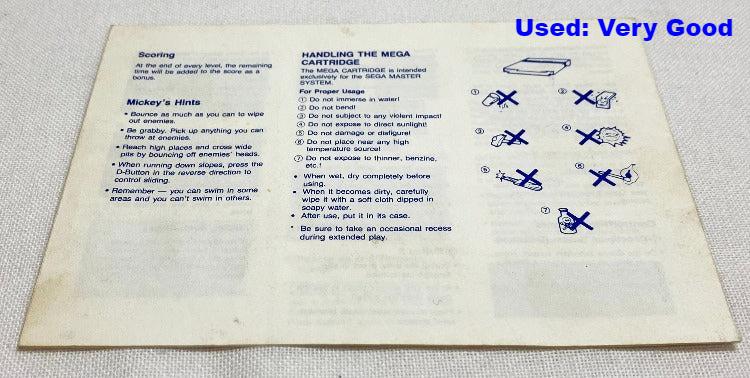 Used: Very Good
Scoring
At the end of every level, the remaining
time will be added to the score as a
bonus.
Mickey's Hints
• Bounce as much as you can to wipe
out enemies.
• Be grabby. Pick up anything you can
throw at enemies.
• Reach high places and cross wide
pits by bouncing off enemies' heads.
• When running down slopes, press the
D-Button in the reverse direction to
control sliding.
• Remember — you can swim in some
areas and you can't swim in others.
HANDLING THE MEGA
CARTRIDGE
The MEGA CARTRIDGE is intended
exclusively for the SEGA MASTER
SYSTEM.
For Proper Usage
① Do not immerse in water!
② Do not bend!
③ Do not subject to any violent impact!
④ Do not expose to direct sunlight!
⑤ Do not damage or disfigure!
⑥ Do not place near any high
temperature source!
⑦ Do not expose to thinner, benzine,
etc.!
• When wet, dry completely before
using.
• When it becomes dirty, carefully
wipe it with a soft cloth dipped in
soapy water.
• After use, put it in its case.
* Be sure to take an occasional recess
during extended play.
① ②
③ ④
⑤ ⑥
⑦